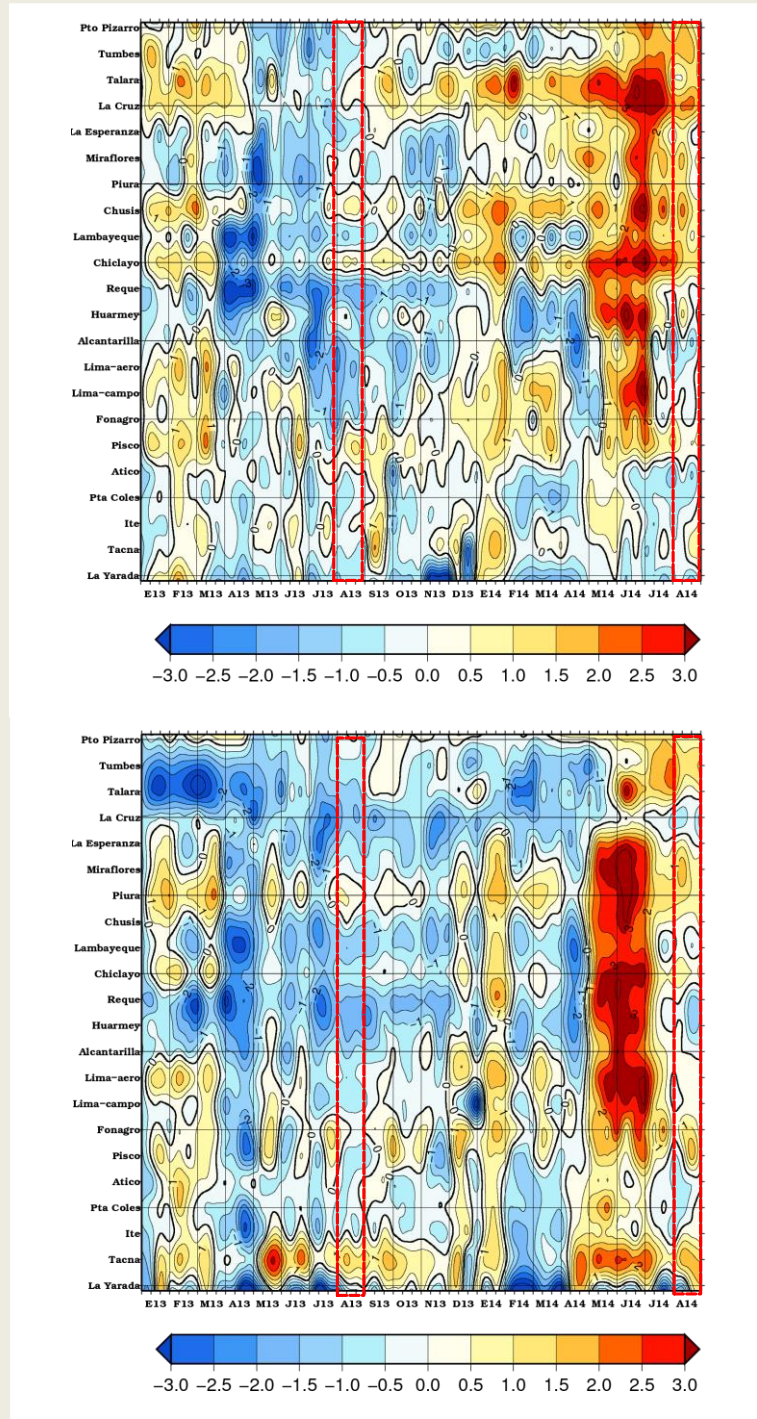 Pto Pizarro
Tumbes
Talara
La Cruz
La Esperanza
Miraflores
Piura
Chusis
Lambayeque
Chiclayo
Reque
Huarmey
Alcantarilla
Lima-aero
Lima-campo
Fonagro
Pisco
Atico
Pta Coles
Ite
Tacna
La Yarada
E13 F13 M13 A13 M13 J13 J13 A13 S13 O13 N13 D13 E14 F14 M14 A14 M14 J14 J14 A14
−3.0 −2.5 −2.0 −1.5 −1.0 −0.5 0.0 0.5 1.0 1.5 2.0 2.5 3.0
Pto Pizarro
Tumbes
Talara
La Cruz
La Esperanza
Miraflores
Piura
Chusis
Lambayeque
Chiclayo
Reque
Huarmey
Alcantarilla
Lima-aero
Lima-campo
Fonagro
Pisco
Atico
Pta Coles
Ite
Tacna
La Yarada
E13 F13 M13 A13 M13 J13 J13 A13 S13 O13 N13 D13 E14 F14 M14 A14 M14 J14 J14 A14
−3.0 −2.5 −2.0 −1.5 −1.0 −0.5 0.0 0.5 1.0 1.5 2.0 2.5 3.0